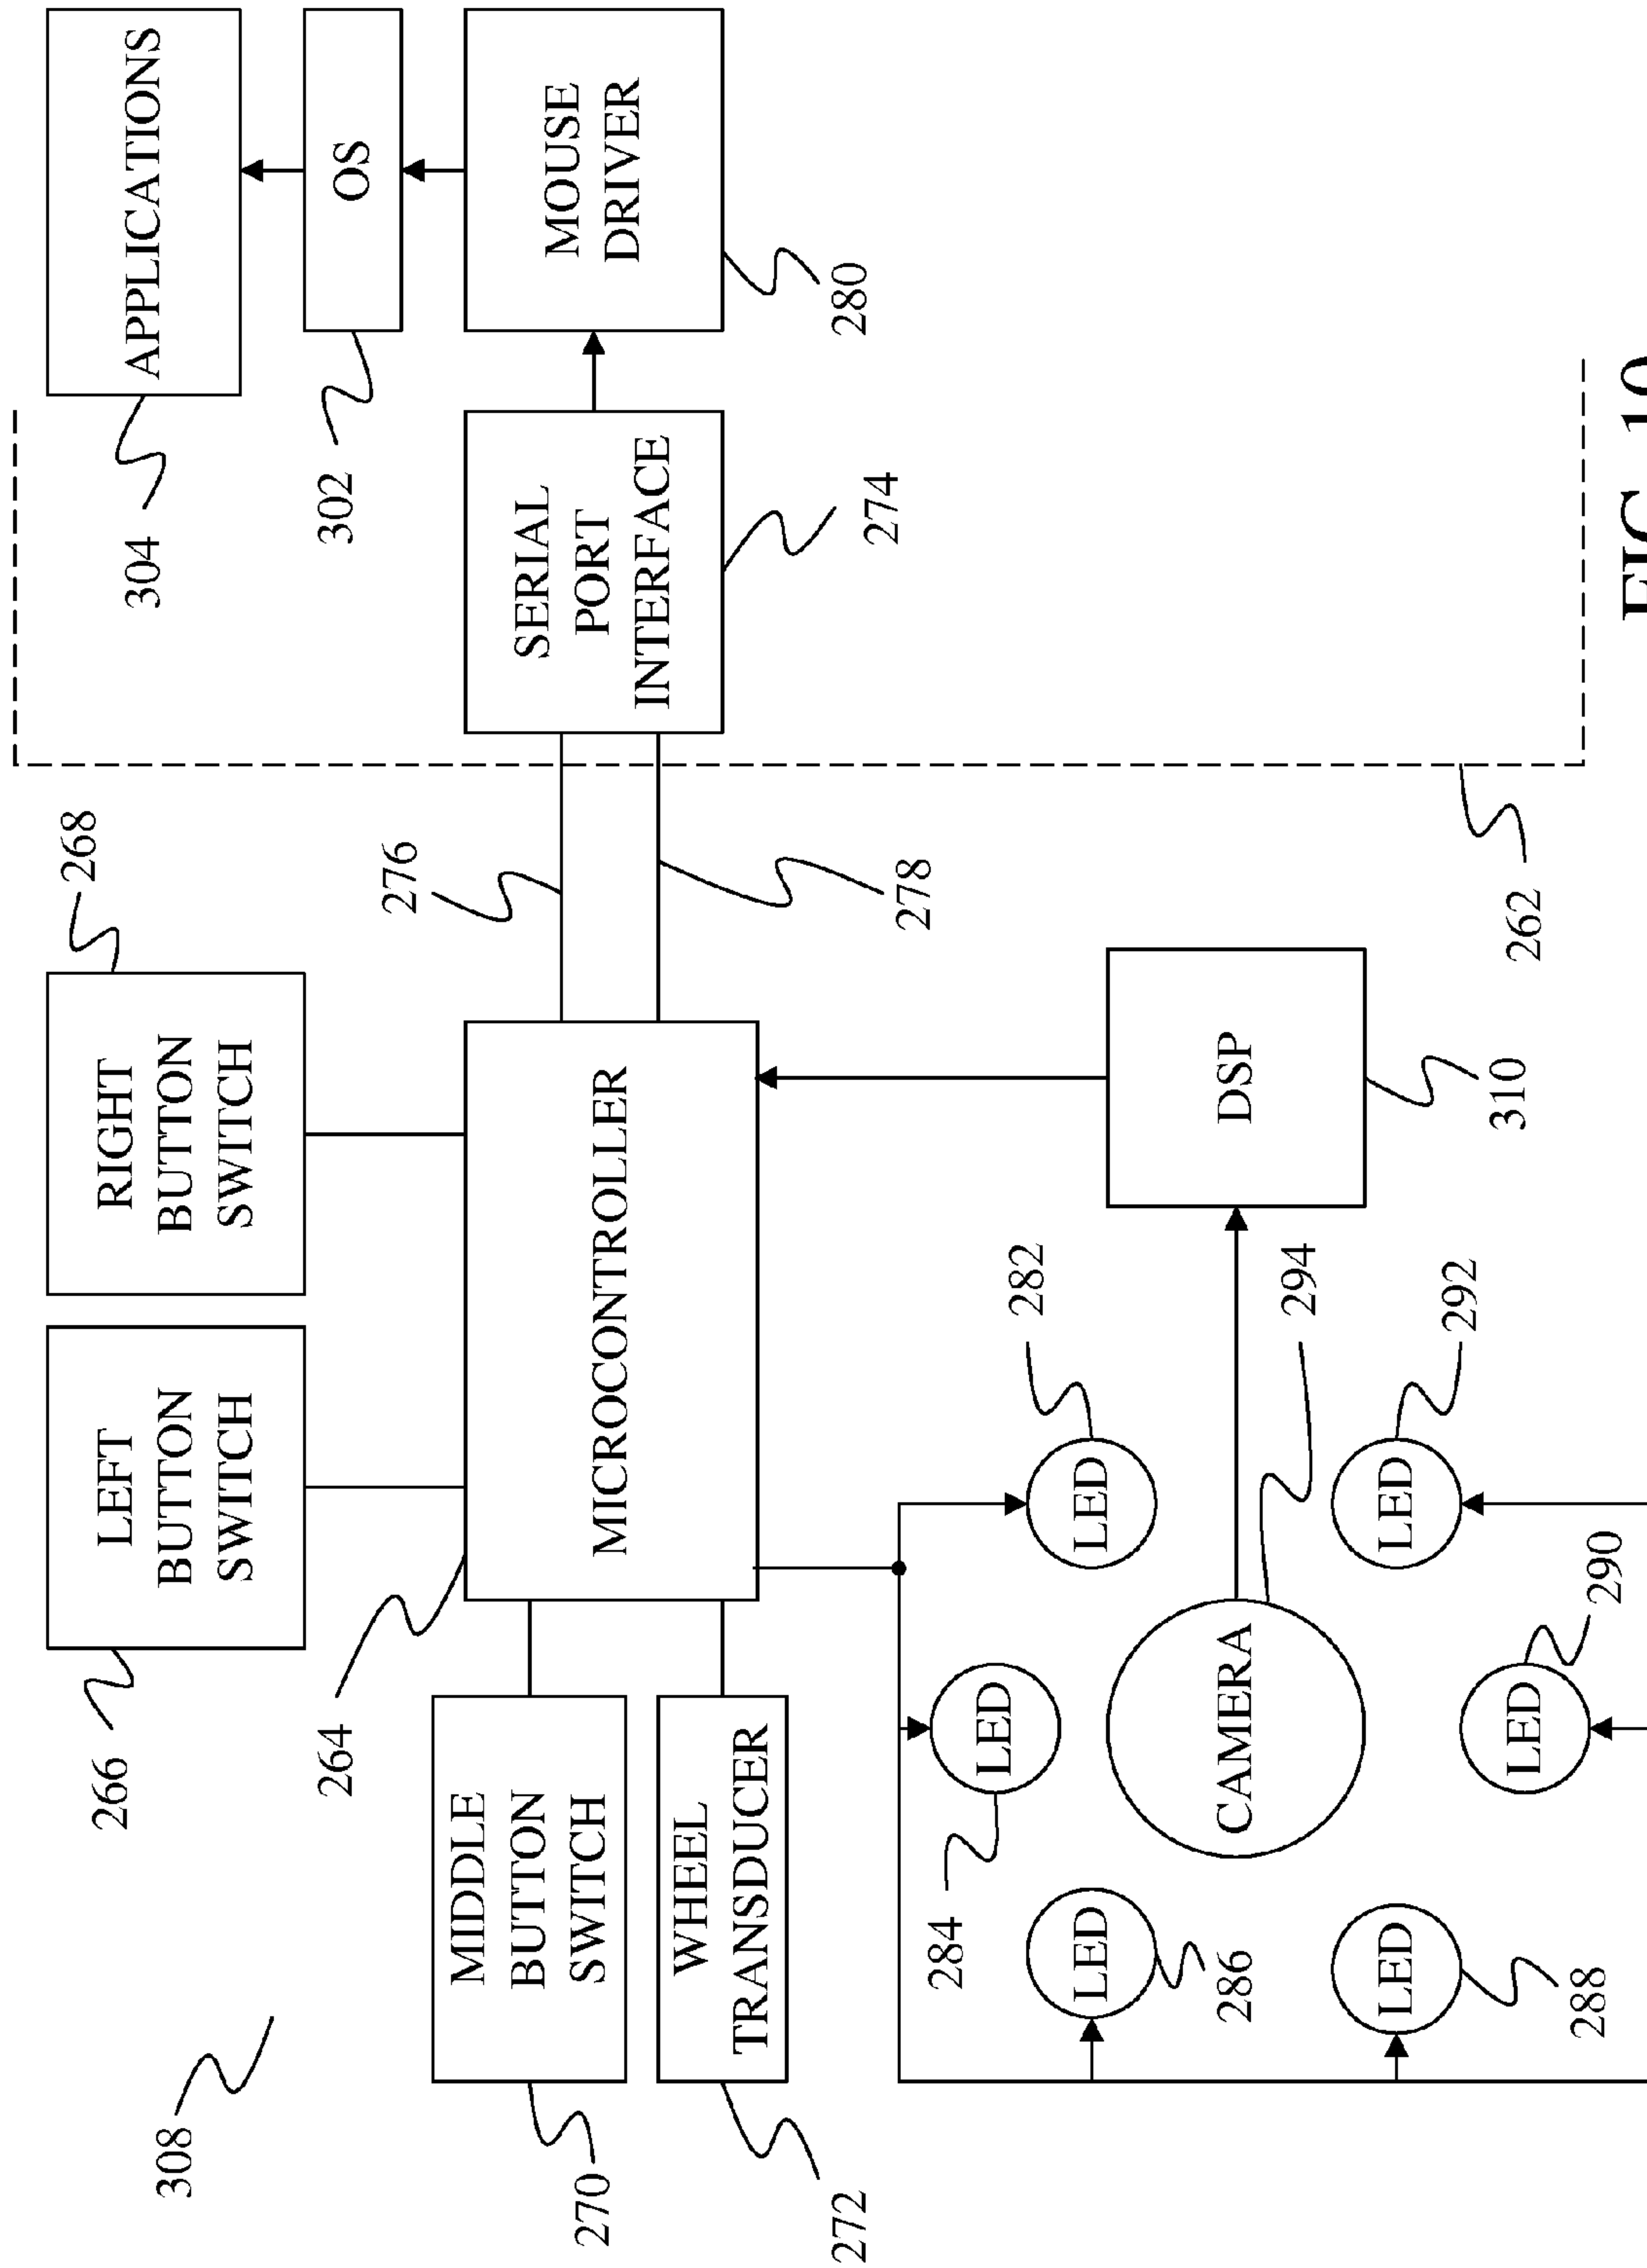 308
266
LEFT
BUTTON
SWITCH
RIGHT
BUTTON
SWITCH
268
304
APPLICATIONS
302
OS
264
276
270
MIDDLE
BUTTON
SWITCH
MICROCONTROLLER
SERIAL
PORT
INTERFACE
MOUSE
DRIVER
272
WHEEL
TRANSDUCER
278
274
280
284
LED
282
LED
286
LED
CAMERA
294
DSP
310
288
LED
LED
290
LED
292
262
FIG